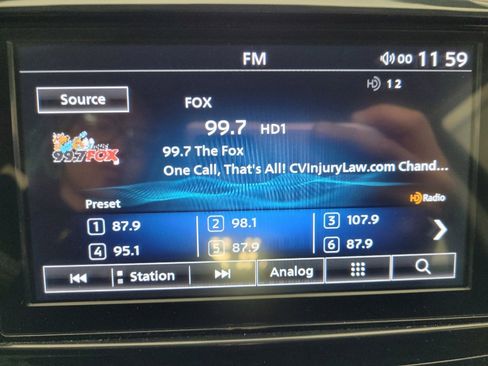 FM
00 11 59
HD 1 2
Source
FOX
99.7 HD1
99.7 FOX
99.7 The Fox
One Call, That's All! CVInjuryLaw.com Chand...
HD Radio
Preset
1 87.9 2 98.1 3 107.9
4 95.1 5 87.9 6 87.9
Station Analog